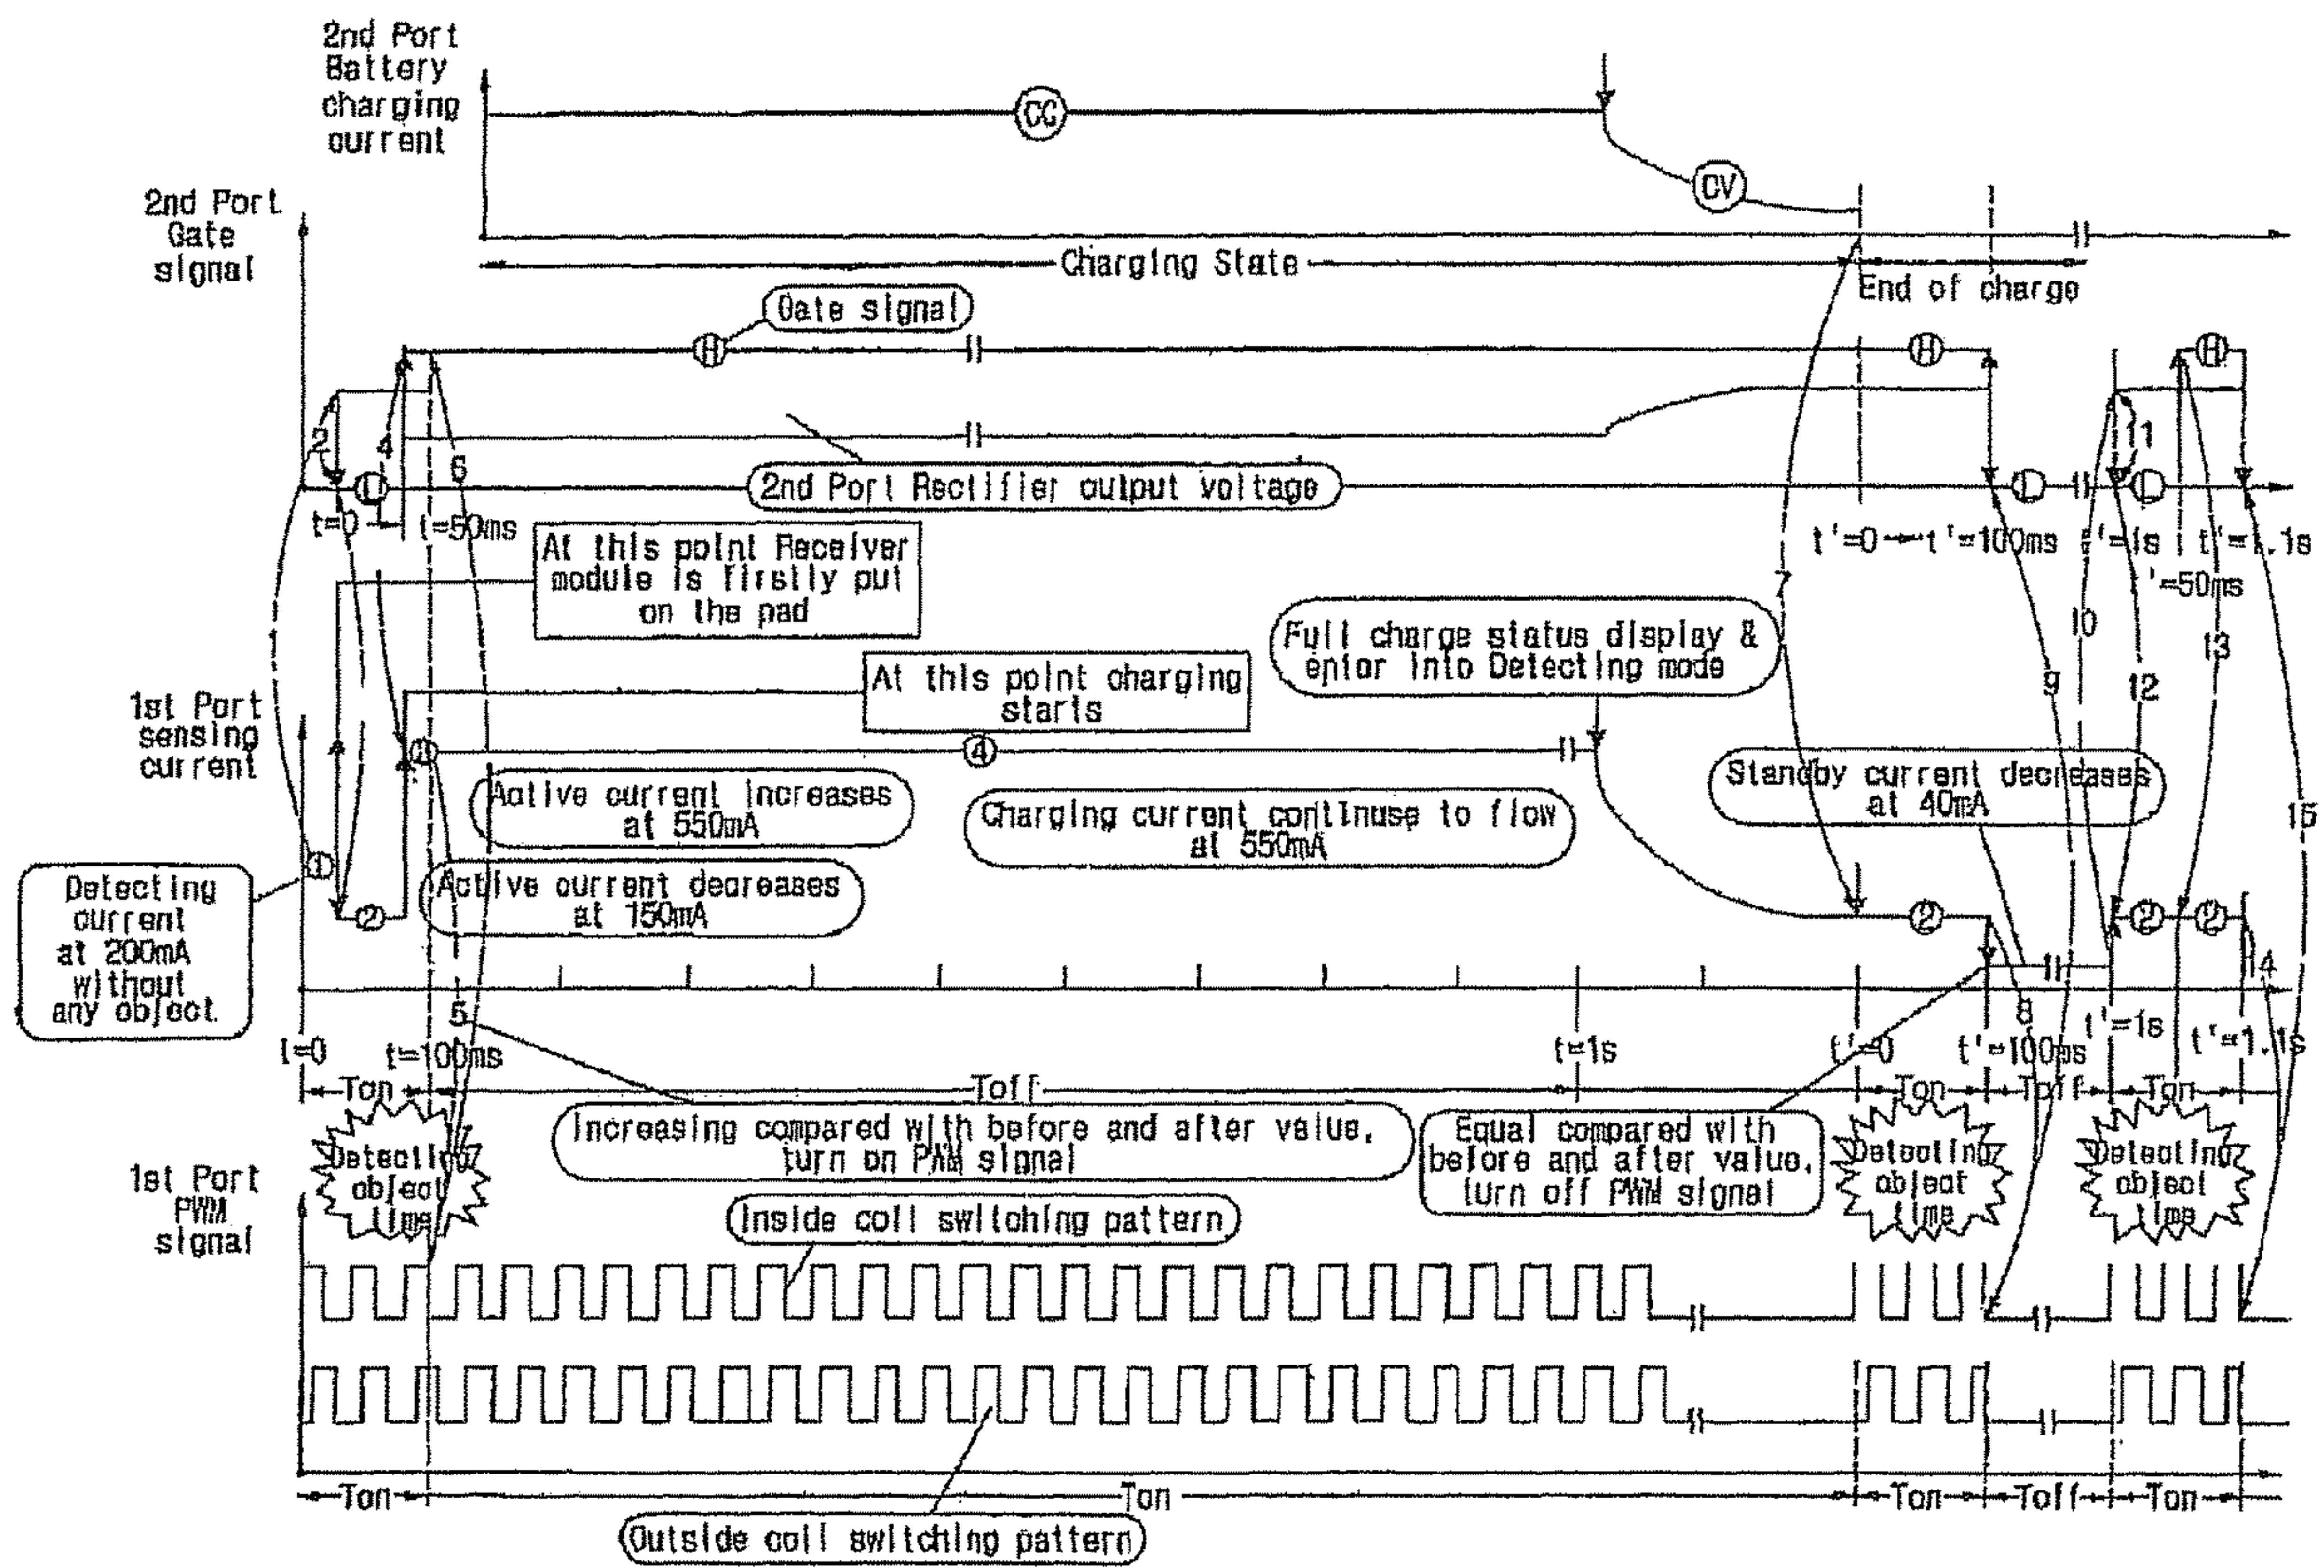 2nd Port
Battery
charging
current
CC
CV
2nd Port
Gate
signal
Charging State
End of charge
Gate signal
H
H
H
2
4
6
L
2nd Port Rectifier output voltage
L
L
11
t=0
t=50ms
t'=0
t'=100ms
t'=1s
t'=1.1s
t'=50ms
At this point Receiver
module is firstly put
on the pad
7
10
13
Full charge status display &
enter into Detecting mode
At this point charging
starts
9
12
1st Port
sensing
current
4
Standby current decreases
at 40mA
Active current increases
at 550mA
Charging current continuse to flow
at 550mA
15
1
Detecting
current
at 200mA
without
any object.
Active current decreases
at 150mA
2
2
2
2
14
5
8
t=0
t=100ms
t=1s
t'=0
t'=100ms
t'=1s
t'=1.1s
Ton
Toff
Ton
Toff
Ton
Increasing compared with before and after value,
turn on PWM signal
Equal compared with
before and after value,
turn off PWM signal
Detecting
object
time
Detecting
object
time
Detecting
object
time
1st Port
PWM
signal
Inside coil switching pattern
Ton
Ton
Ton
Toff
Ton
Outside coil switching pattern